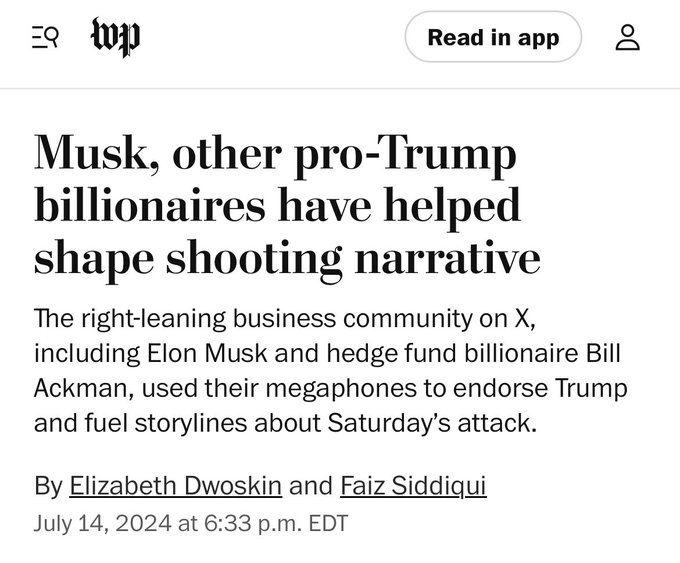 wp
Read in app
Musk, other pro-Trump
billionaires have helped
shape shooting narrative
The right-leaning business community on X,
including Elon Musk and hedge fund billionaire Bill
Ackman, used their megaphones to endorse Trump
and fuel storylines about Saturday’s attack.
By Elizabeth Dwoskin and Faiz Siddiqui
July 14, 2024 at 6:33 p.m. EDT